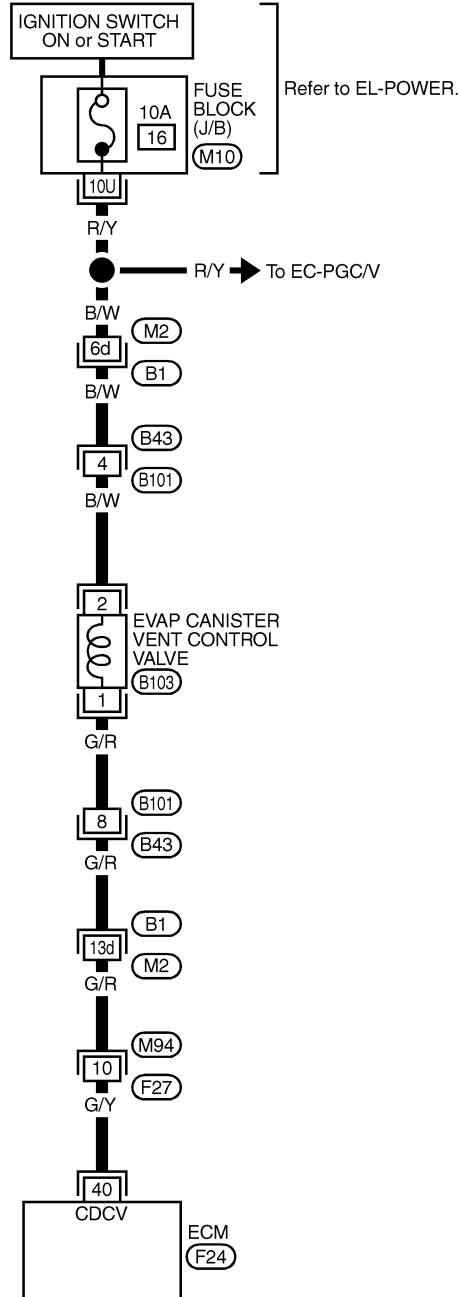 IGNITION SWITCH
ON or START
FUSE
BLOCK
(J/B)
M10
10A
16
Refer to EL-POWER.
10U
R/Y
R/Y
To EC-PGC/V
B/W
M2
6d
B1
B/W
B43
4
B101
B/W
2
EVAP CANISTER
VENT CONTROL
VALVE
B103
1
G/R
B101
8
B43
G/R
B1
13d
M2
G/R
M94
10
F27
G/Y
40
CDCV
ECM
F24